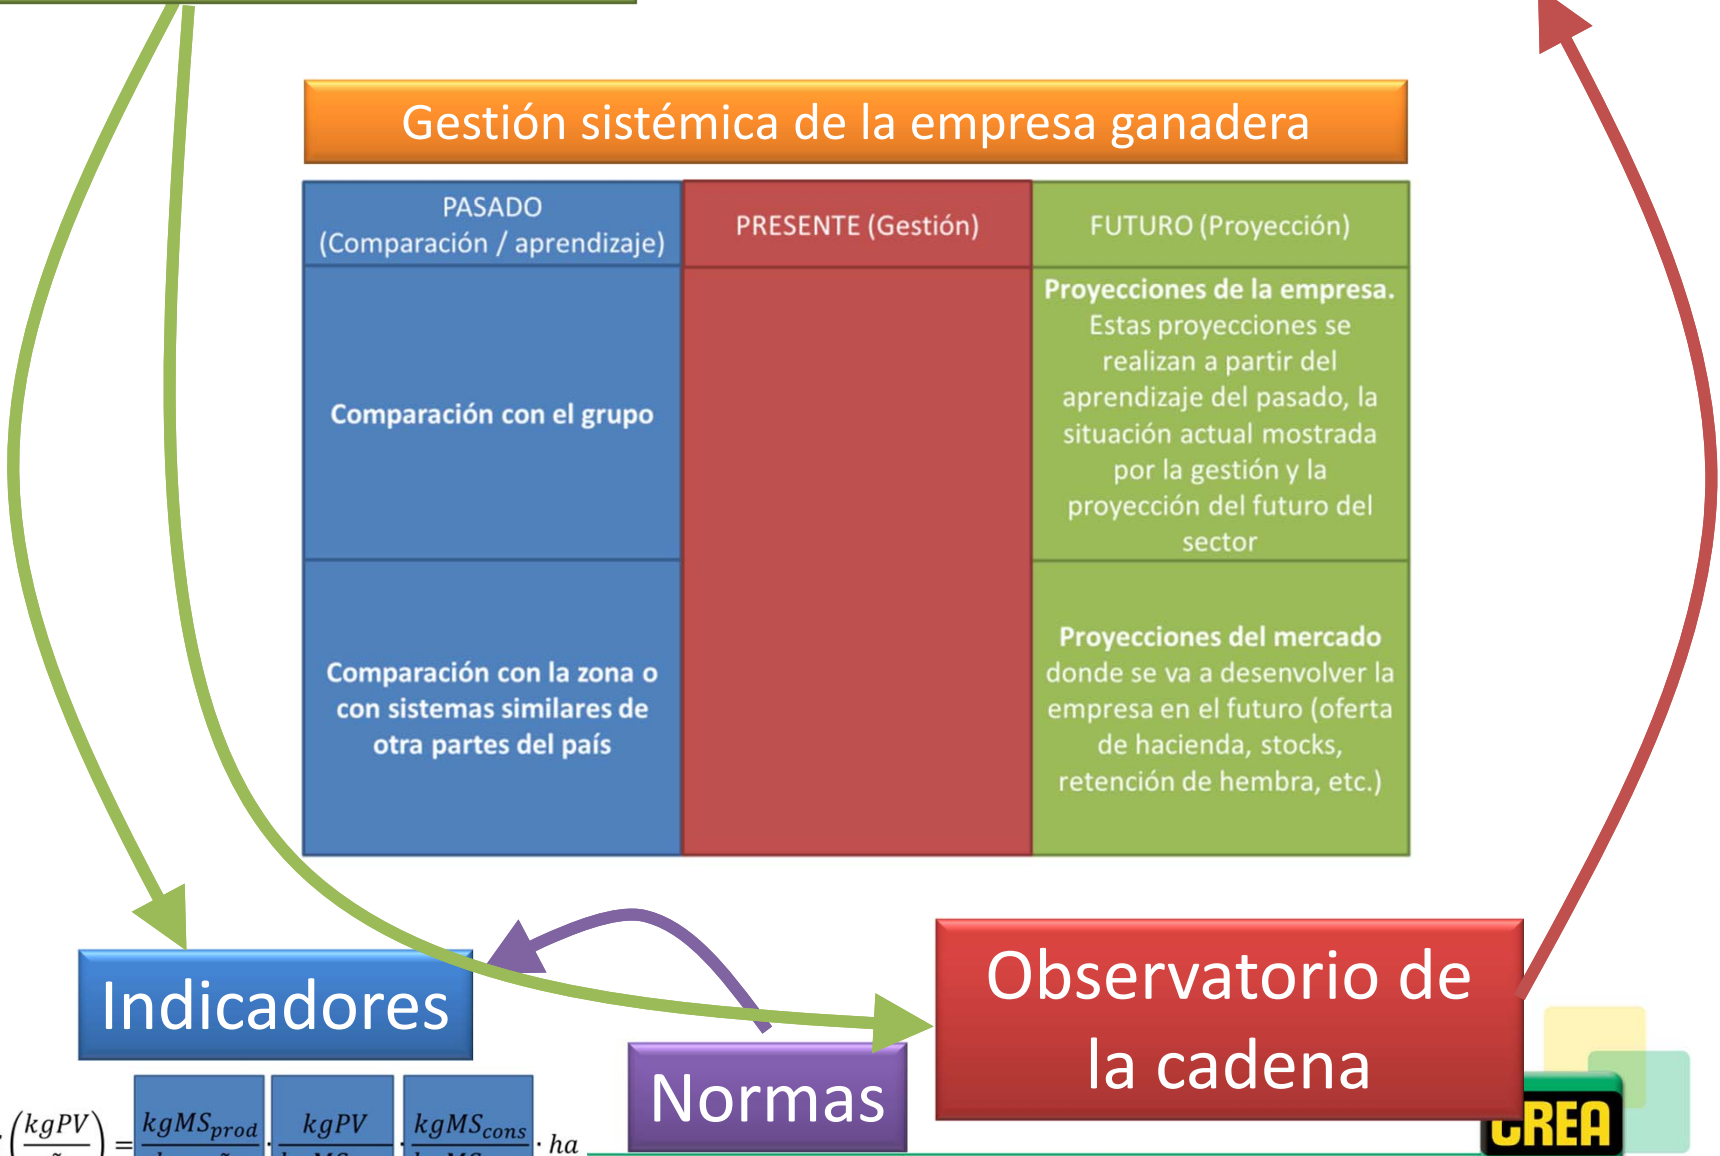 Gestión sistémica de la empresa ganadera
PASADO
(Comparación / aprendizaje)
PRESENTE (Gestión)
FUTURO (Proyección)
Comparación con el grupo
Proyecciones de la empresa.
Estas proyecciones se
realizan a partir del
aprendizaje del pasado, la
situación actual mostrada
por la gestión y la
proyección del futuro del
sector
Comparación con la zona o
con sistemas similares de
otra partes del país
Proyecciones del mercado
donde se va a desenvolver la
empresa en el futuro (oferta
de hacienda, stocks,
retención de hembra, etc.)
Indicadores
Normas
Observatorio de
la cadena
(kgPV) = kgMSprod · kgPV · kgMScons · ha
CREA